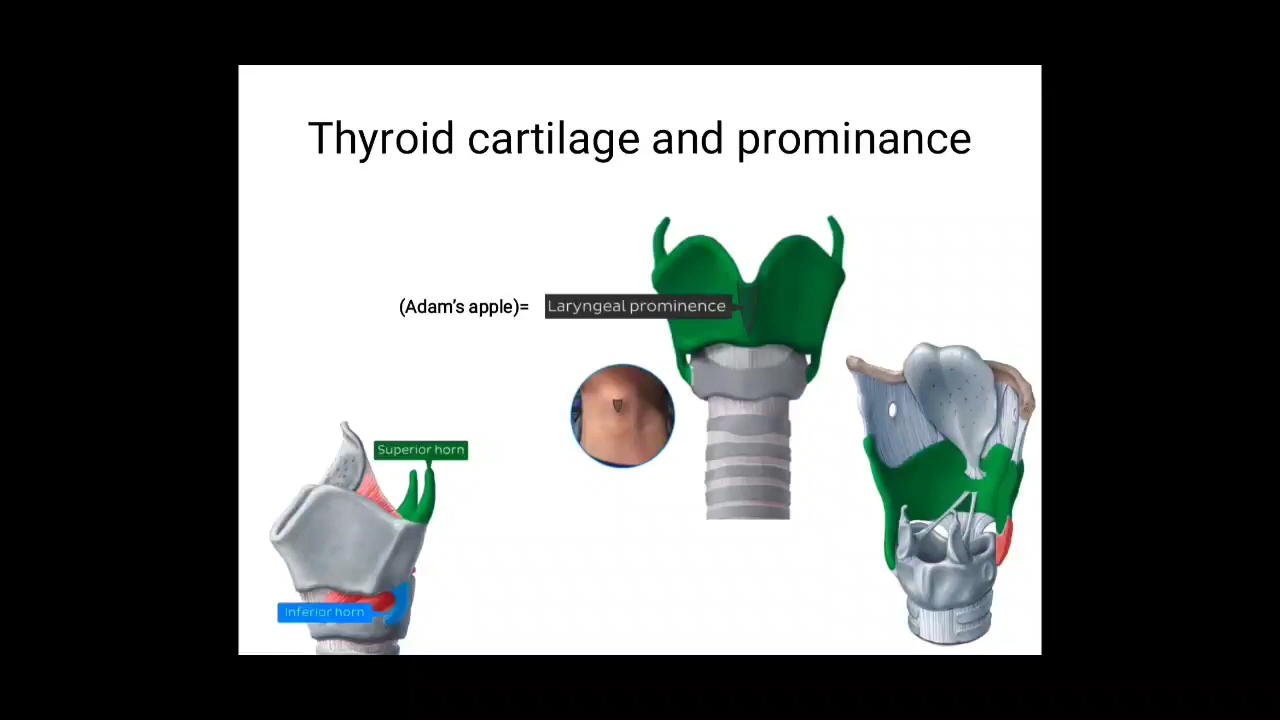 Thyroid cartilage and prominance
(Adam's apple)= Laryngeal prominence
Superior horn
Inferior horn